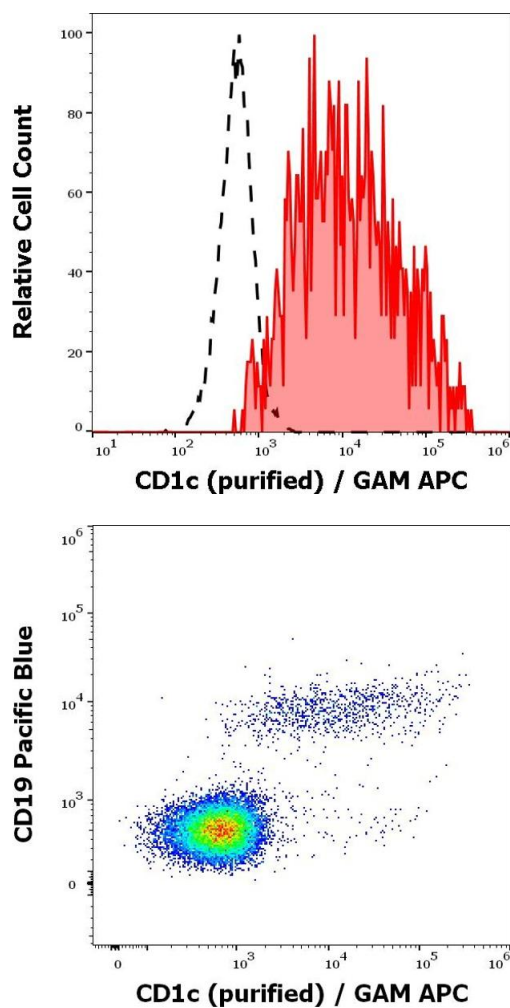 100
80
60
40
20
0
Relative Cell Count
10¹ 10² 10³ 10⁴ 10⁵ 10⁶
CD1c (purified) / GAM APC
10⁶
10⁵
10⁴
10³
0
CD19 Pacific Blue
0 10³ 10⁴ 10⁵ 10⁶
CD1c (purified) / GAM APC